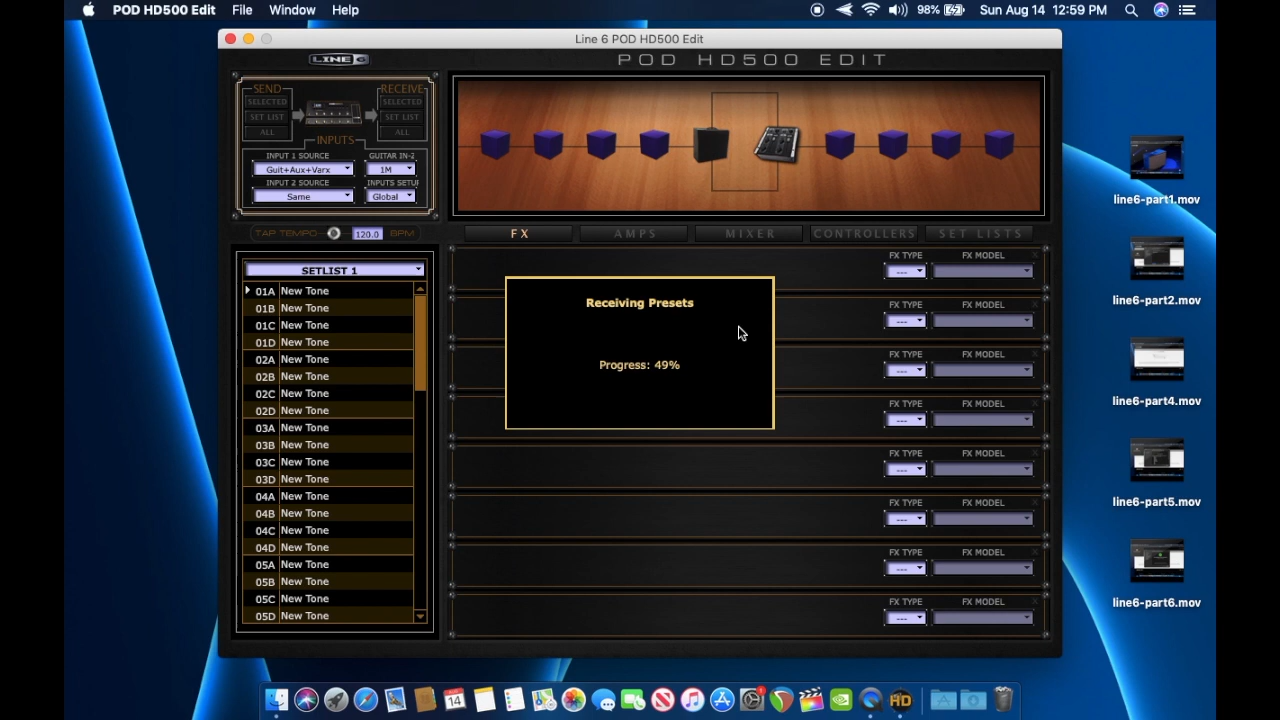 POD HD500 Edit File Window Help 98% Sun Aug 14 12:59 PM
Line 6 POD HD500 Edit
LINE 6
POD HD500 EDIT
SEND RECEIVE
SELECTED SELECTED
SET LIST SET LIST
ALL ALL
INPUTS
INPUT 1 SOURCE GUITAR IN-Z
Guit+Aux+Varx 1M
INPUT 2 SOURCE INPUTS SETUP
Same Global
TAP TEMPO 120.0 BPM
FX AMPS MIXER CONTROLLERS SET LISTS
SETLIST 1
01A New Tone
01B New Tone
01C New Tone
01D New Tone
02A New Tone
02B New Tone
02C New Tone
02D New Tone
03A New Tone
03B New Tone
03C New Tone
03D New Tone
04A New Tone
04B New Tone
04C New Tone
04D New Tone
05A New Tone
05B New Tone
05C New Tone
05D New Tone
Receiving Presets
Progress: 49%
FX TYPE FX MODEL
---
FX TYPE FX MODEL
---
FX TYPE FX MODEL
---
FX TYPE FX MODEL
---
FX TYPE FX MODEL
---
FX TYPE FX MODEL
---
FX TYPE FX MODEL
---
FX TYPE FX MODEL
---
line6-part1.mov
line6-part2.mov
line6-part4.mov
line6-part5.mov
line6-part6.mov
14
1
HD